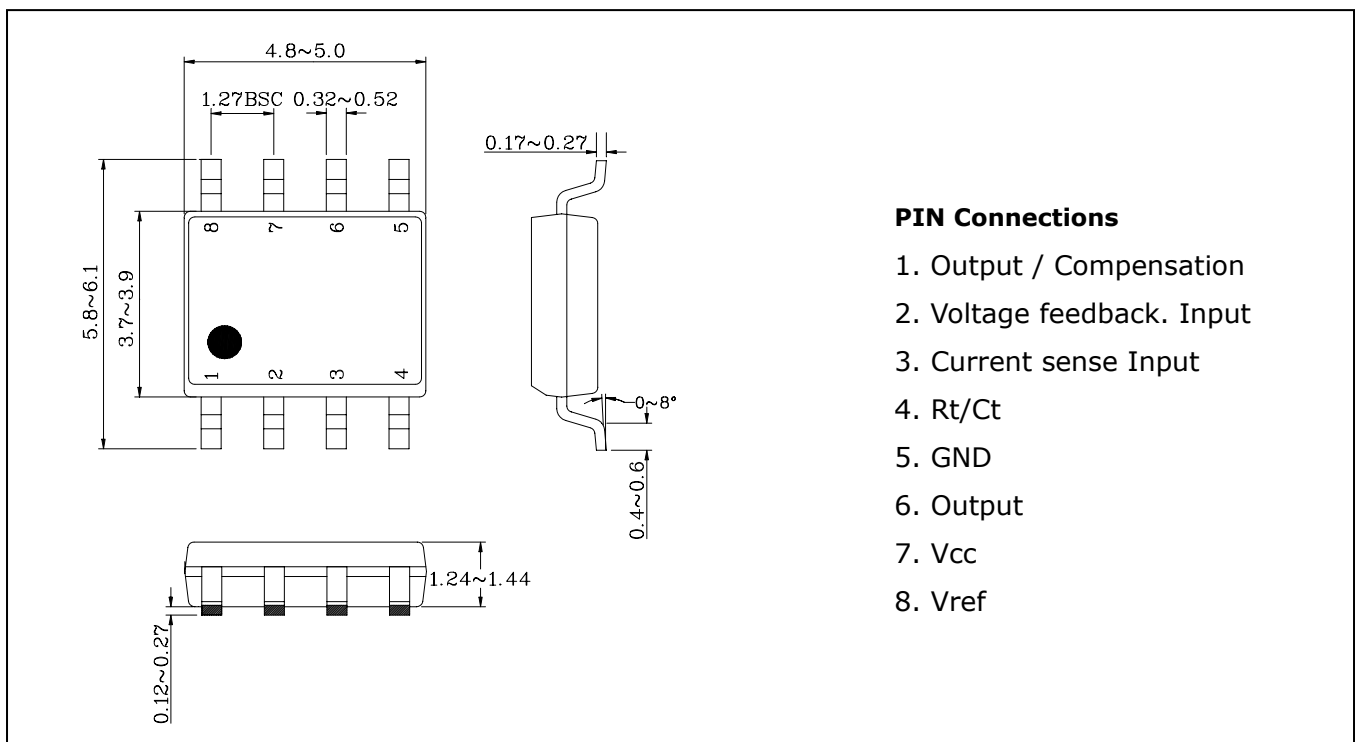 4.8~5.0
1.27BSC 0.32~0.52
0.17~0.27
8 7 6 5
5.8~6.1
3.7~3.9
1 2 3 4
0~8°
0.4~0.6
1.24~1.44
0.12~0.27
PIN Connections
1. Output / Compensation
2. Voltage feedback. Input
3. Current sense Input
4. Rt/Ct
5. GND
6. Output
7. Vcc
8. Vref